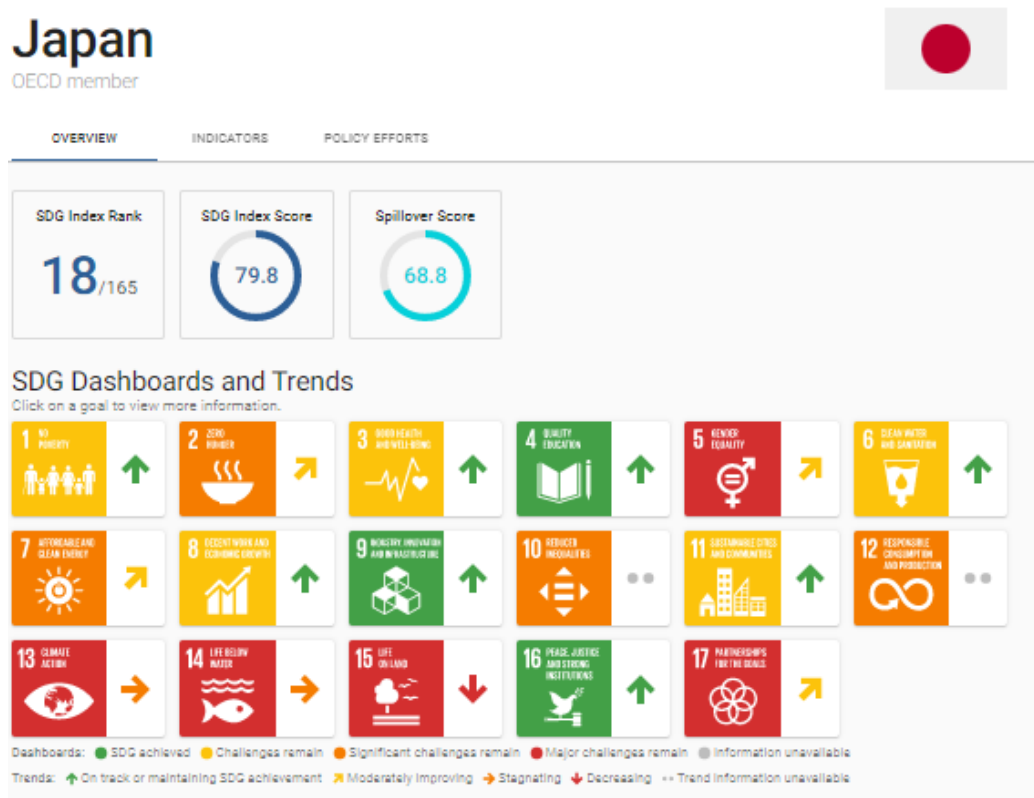 Japan
OECD member
OVERVIEW INDICATORS POLICY EFFORTS
SDG Index Rank SDG Index Score Spillover Score
18/165 79.8 68.8
SDG Dashboards and Trends
Click on a goal to view more information.
1 NO POVERTY
2 ZERO HUNGER
3 GOOD HEALTH AND WELL-BEING
4 QUALITY EDUCATION
5 GENDER EQUALITY
6 CLEAN WATER AND SANITATION
7 AFFORDABLE AND CLEAN ENERGY
8 DECENT WORK AND ECONOMIC GROWTH
9 INDUSTRY, INNOVATION AND INFRASTRUCTURE
10 REDUCED INEQUALITIES
11 SUSTAINABLE CITIES AND COMMUNITIES
12 RESPONSIBLE CONSUMPTION AND PRODUCTION
13 CLIMATE ACTION
14 LIFE BELOW WATER
15 LIFE ON LAND
16 PEACE, JUSTICE AND STRONG INSTITUTIONS
17 PARTNERSHIPS FOR THE GOALS
Dashboards: SDG achieved Challenges remain Significant challenges remain Major challenges remain Information unavailable
Trends: On track or maintaining SDG achievement Moderately improving Stagnating Decreasing Trend information unavailable